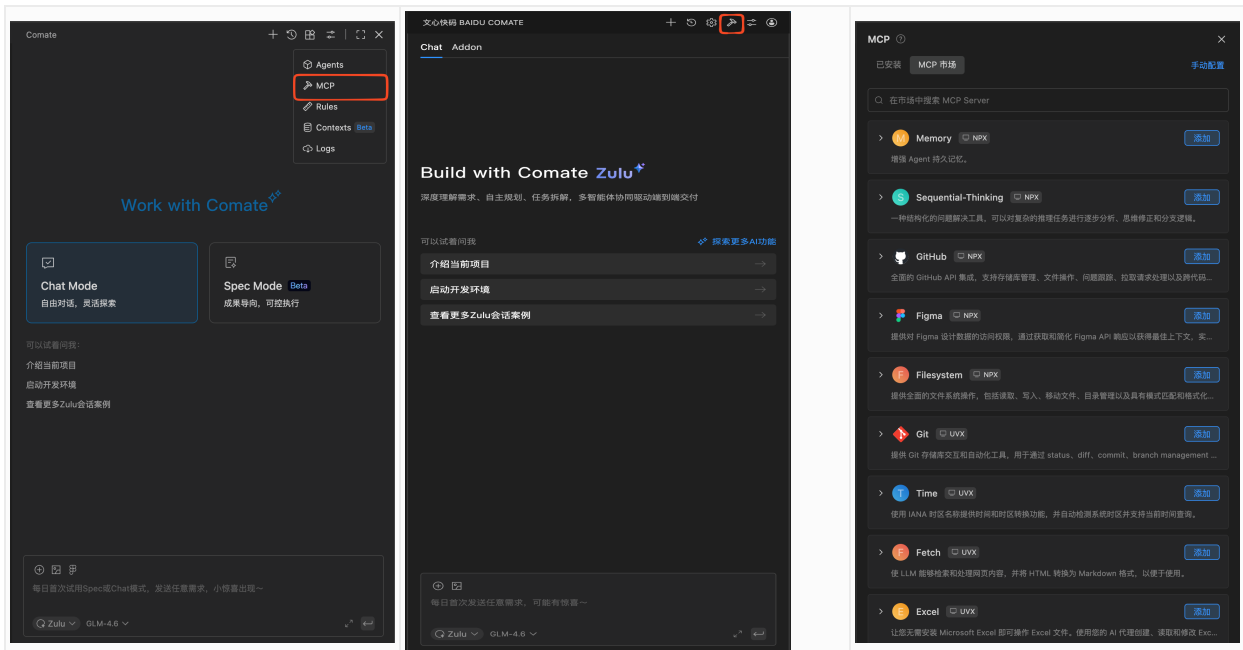 Comate
Agents
MCP
Rules
Contexts Beta
Logs
Work with Comate
Chat Mode
自由对话，灵活探索
Spec Mode Beta
成果导向，可控执行
可以试着问我：
介绍当前项目
启动开发环境
查看更多Zulu会话案例
每日首次试用Spec或Chat模式，发送任意需求，小惊喜出现～
Zulu GLM-4.6
文心快码 BAIDU COMATE
Chat Addon
Build with Comate Zulu
深度理解需求、自主规划、任务拆解，多智能体协同驱动端到端交付
可以试着问我 探索更多AI功能
介绍当前项目
启动开发环境
查看更多Zulu会话案例
每日首次发送任意需求，可能有惊喜～
Zulu GLM-4.6
MCP
已安装 MCP 市场 手动配置
在市场中搜索 MCP Server
M Memory NPX 添加
增强 Agent 持久记忆。
S Sequential-Thinking NPX 添加
一种结构化的问题解决工具，可以对复杂的推理任务进行逐步分析、思维修正和分支逻辑。
GitHub NPX 添加
全面的 GitHub API 集成，支持存储库管理、文件操作、问题跟踪、拉取请求处理以及跨代码...
Figma NPX 添加
提供对 Figma 设计数据的访问权限，通过获取和简化 Figma API 响应以获得最佳上下文，实...
F Filesystem NPX 添加
提供全面的文件系统操作，包括读取、写入、移动文件、目录管理以及具有模式匹配和格式化...
Git UVX 添加
提供 Git 存储库交互和自动化工具，用于通过 status、diff、commit、branch management ...
T Time UVX 添加
使用 IANA 时区名称提供时间和时区转换功能，并自动检测系统时区并支持当前时间查询。
F Fetch UVX 添加
使 LLM 能够检索和处理网页内容，并将 HTML 转换为 Markdown 格式，以便于使用。
E Excel UVX 添加
让您无需安装 Microsoft Excel 即可操作 Excel 文件。使用您的 AI 代理创建、读取和修改 Exc...